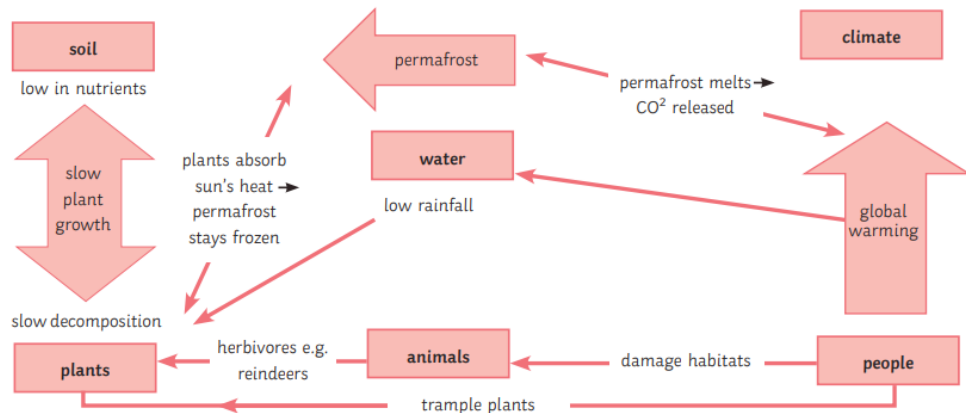 soil
low in nutrients
slow
plant
growth
slow decomposition
plants
plants absorb
sun's heat →
permafrost
stays frozen
permafrost
water
low rainfall
permafrost melts →
CO² released
climate
global
warming
herbivores e.g.
reindeers
animals
damage habitats
people
trample plants